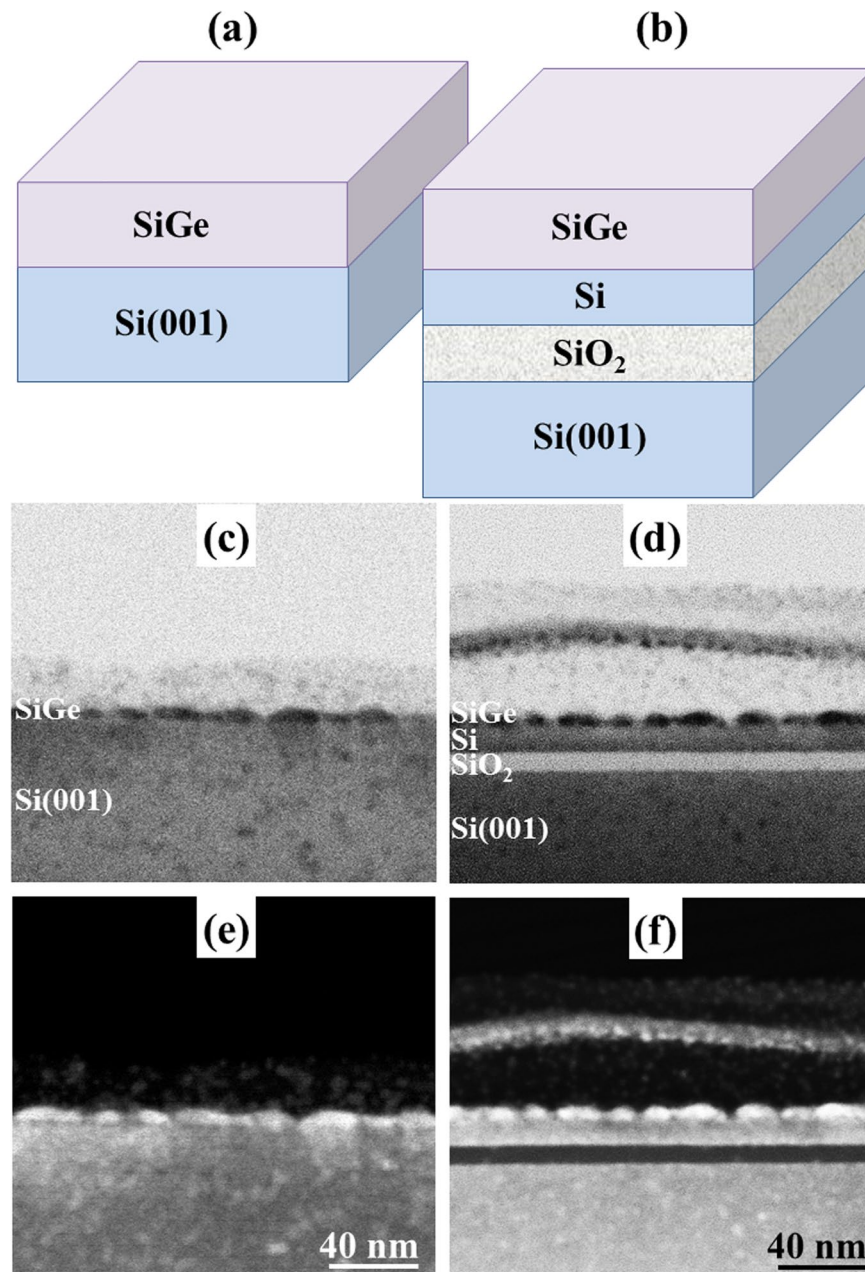 (a)
(b)
SiGe
Si(001)
SiGe
Si
SiO₂
Si(001)
(c)
(d)
SiGe
Si(001)
SiGe
Si
SiO₂
Si(001)
(e)
(f)
40 nm
40 nm